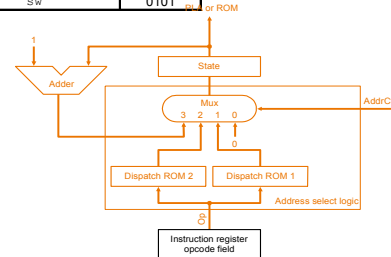 sw 0101
PLA or ROM
1
State
Adder
Mux
AddrC
3 2 1 0
0
Dispatch ROM 2 Dispatch ROM 1
Address select logic
Op
Instruction register
opcode field